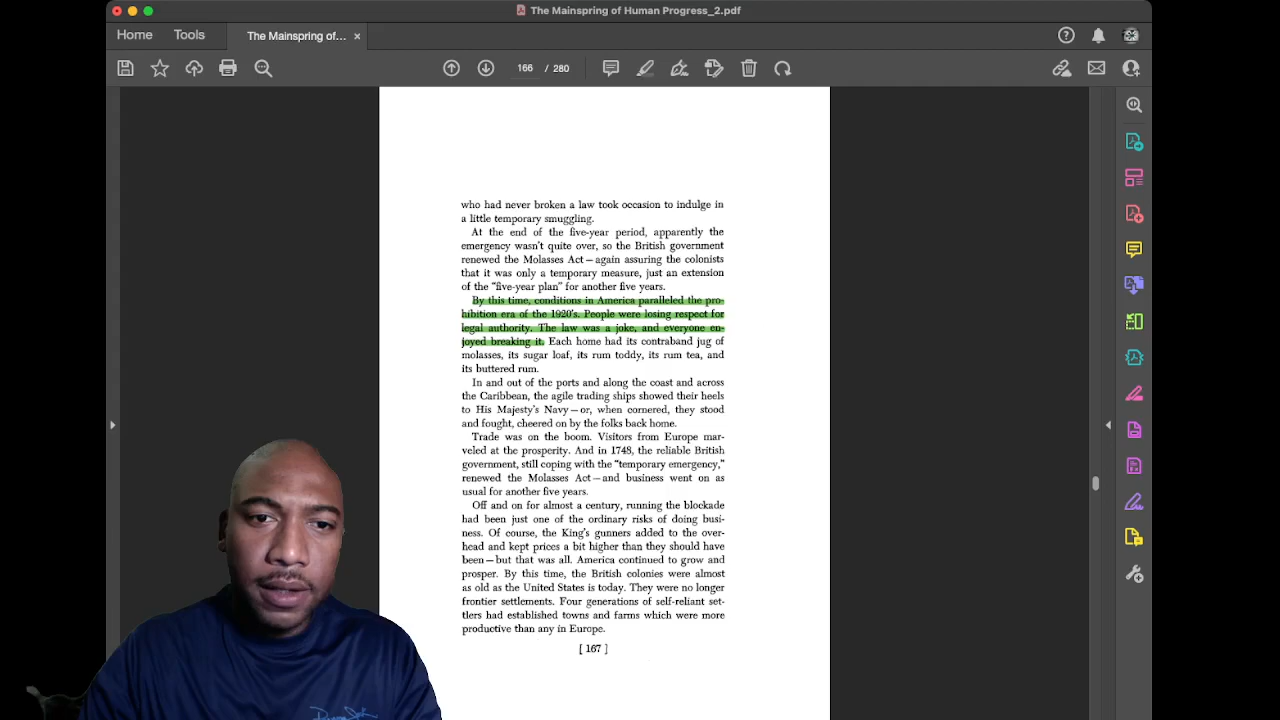 The Mainspring of Human Progress_2.pdf
Home Tools The Mainspring of... ×
166 / 280
who had never broken a law took occasion to indulge in
a little temporary smuggling.
At the end of the five-year period, apparently the
emergency wasn't quite over, so the British government
renewed the Molasses Act—again assuring the colonists
that it was only a temporary measure, just an extension
of the "five-year plan" for another five years.
By this time, conditions in America paralleled the pro-
hibition era of the 1920's. People were losing respect for
legal authority. The law was a joke, and everyone en-
joyed breaking it. Each home had its contraband jug of
molasses, its sugar loaf, its rum toddy, its rum tea, and
its buttered rum.
In and out of the ports and along the coast and across
the Caribbean, the agile trading ships showed their heels
to His Majesty's Navy—or, when cornered, they stood
and fought, cheered on by the folks back home.
Trade was on the boom. Visitors from Europe mar-
veled at the prosperity. And in 1748, the reliable British
government, still coping with the "temporary emergency,"
renewed the Molasses Act—and business went on as
usual for another five years.
Off and on for almost a century, running the blockade
had been just one of the ordinary risks of doing busi-
ness. Of course, the King's gunners added to the over-
head and kept prices a bit higher than they should have
been—but that was all. America continued to grow and
prosper. By this time, the British colonies were almost
as old as the United States is today. They were no longer
frontier settlements. Four generations of self-reliant set-
tlers had established towns and farms which were more
productive than any in Europe.
[ 167 ]